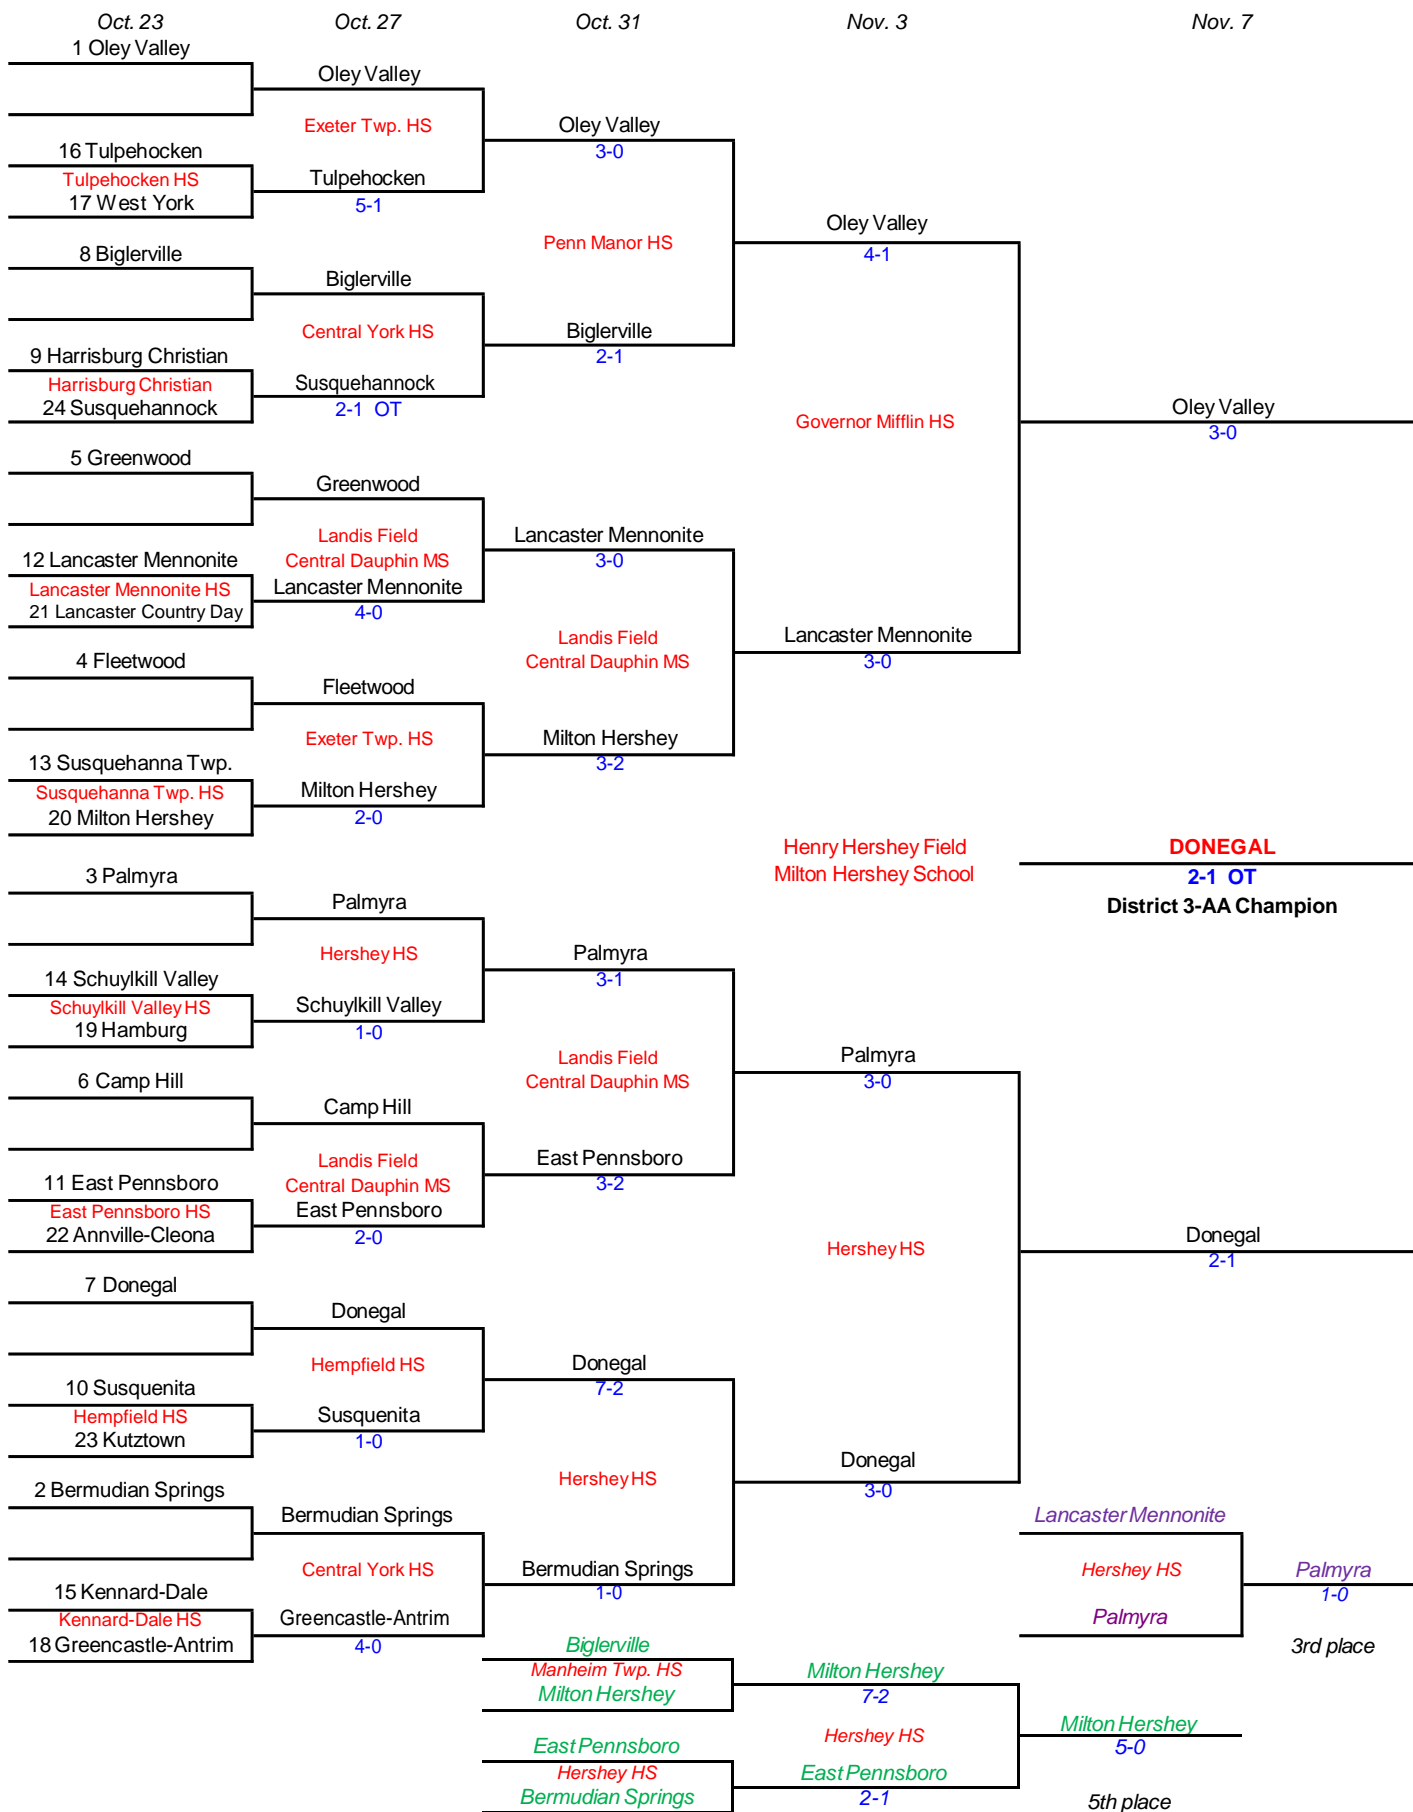 Oct. 23
Oct. 27
Oct. 31
Nov. 3
Nov. 7
1 Oley Valley
16 Tulpehocken
Tulpehocken HS
17 West York
8 Biglerville
9 Harrisburg Christian
Harrisburg Christian
24 Susquehannock
5 Greenwood
12 Lancaster Mennonite
Lancaster Mennonite HS
21 Lancaster Country Day
4 Fleetwood
13 Susquehanna Twp.
Susquehanna Twp. HS
20 Milton Hershey
3 Palmyra
14 Schuylkill Valley
Schuylkill Valley HS
19 Hamburg
6 Camp Hill
11 East Pennsboro
East Pennsboro HS
22 Annville-Cleona
7 Donegal
10 Susquenita
Hempfield HS
23 Kutztown
2 Bermudian Springs
15 Kennard-Dale
Kennard-Dale HS
18 Greencastle-Antrim
Oley Valley
Exeter Twp. HS
Tulpehocken
5-1
Biglerville
Central York HS
Susquehannock
2-1 OT
Greenwood
Landis Field
Central Dauphin MS
Lancaster Mennonite
4-0
Fleetwood
Exeter Twp. HS
Milton Hershey
2-0
Palmyra
Hershey HS
Schuylkill Valley
1-0
Camp Hill
Landis Field
Central Dauphin MS
East Pennsboro
2-0
Donegal
Hempfield HS
Susquenita
1-0
Bermudian Springs
Central York HS
Greencastle-Antrim
4-0
Oley Valley
3-0
Penn Manor HS
Biglerville
2-1
Lancaster Mennonite
3-0
Landis Field
Central Dauphin MS
Milton Hershey
3-2
Palmyra
3-1
Landis Field
Central Dauphin MS
East Pennsboro
3-2
Donegal
7-2
Hershey HS
Bermudian Springs
1-0
Biglerville
Manheim Twp. HS
Milton Hershey
East Pennsboro
Hershey HS
Bermudian Springs
Oley Valley
4-1
Governor Mifflin HS
Lancaster Mennonite
3-0
Henry Hershey Field
Milton Hershey School
Palmyra
3-0
Hershey HS
Donegal
3-0
Milton Hershey
7-2
Hershey HS
East Pennsboro
2-1
Oley Valley
3-0
DONEGAL
2-1 OT
District 3-AA Champion
Donegal
2-1
Lancaster Mennonite
Hershey HS
Palmyra
Palmyra
1-0
3rd place
Milton Hershey
5-0
5th place